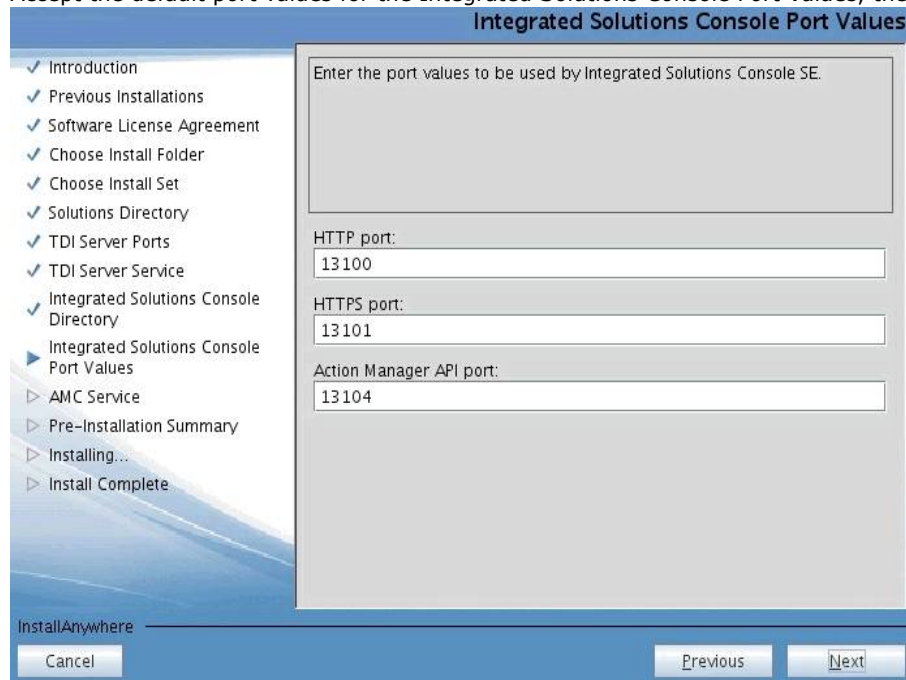 Accept the default port values for the Integrated Solutions Console Port Values, the
Integrated Solutions Console Port Values
Introduction
Previous Installations
Software License Agreement
Choose Install Folder
Choose Install Set
Solutions Directory
TDI Server Ports
TDI Server Service
Integrated Solutions Console
Directory
Integrated Solutions Console
Port Values
AMC Service
Pre-Installation Summary
Installing...
Install Complete
Enter the port values to be used by Integrated Solutions Console SE.
HTTP port:
13100
HTTPS port:
13101
Action Manager API port:
13104
InstallAnywhere
Cancel
Previous
Next